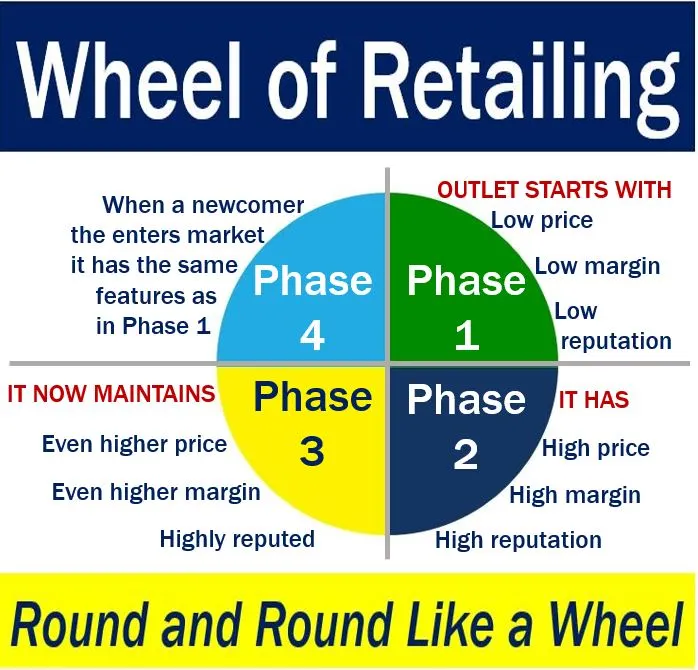 Wheel of Retailing
When a newcomer
the enters market
it has the same
features as
in Phase 1
Phase
4
OUTLET STARTS WITH
Low price
Low margin
Low
reputation
Phase
1
IT NOW MAINTAINS
Even higher price
Even higher margin
Highly reputed
Phase
3
Phase
2
IT HAS
High price
High margin
High reputation
Round and Round Like a Wheel